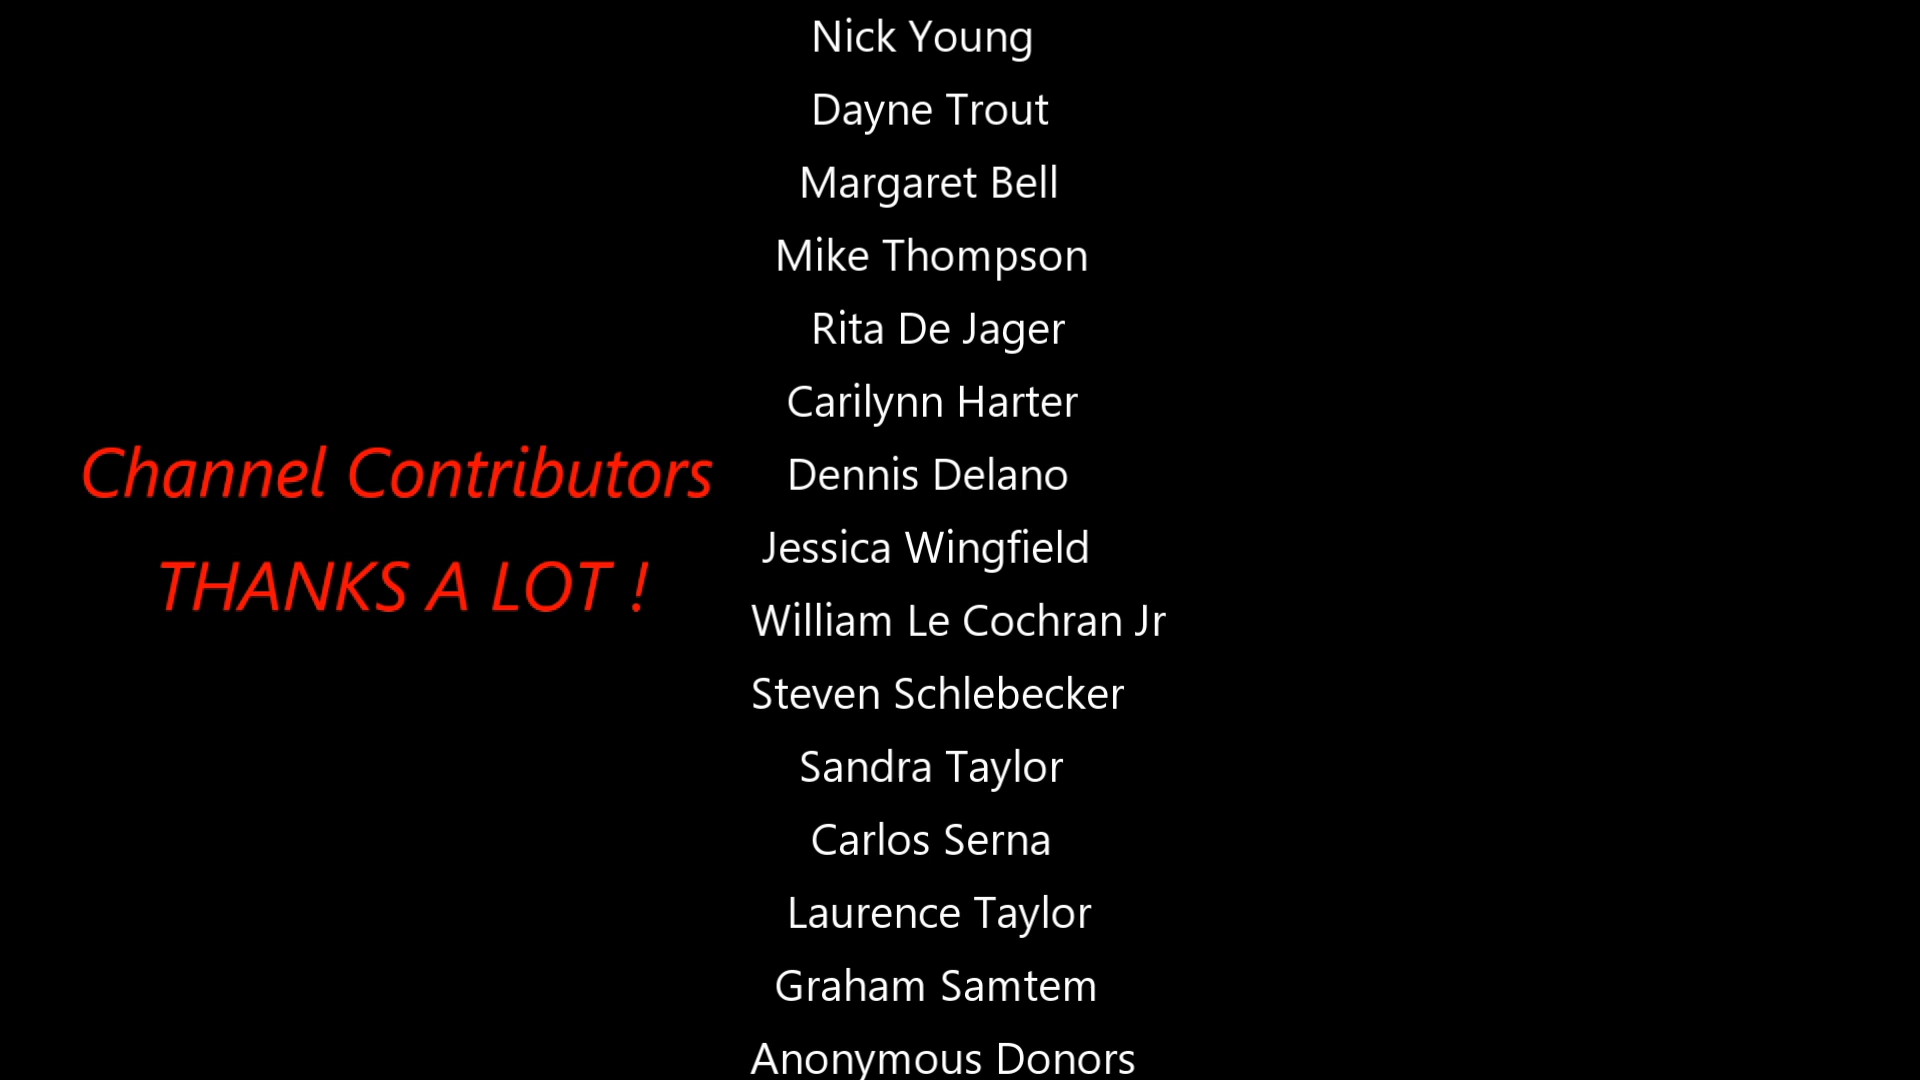 Channel Contributors
THANKS A LOT !
Nick Young
Dayne Trout
Margaret Bell
Mike Thompson
Rita De Jager
Carilynn Harter
Dennis Delano
Jessica Wingfield
William Le Cochran Jr
Steven Schlebecker
Sandra Taylor
Carlos Serna
Laurence Taylor
Graham Samtem
Anonymous Donors